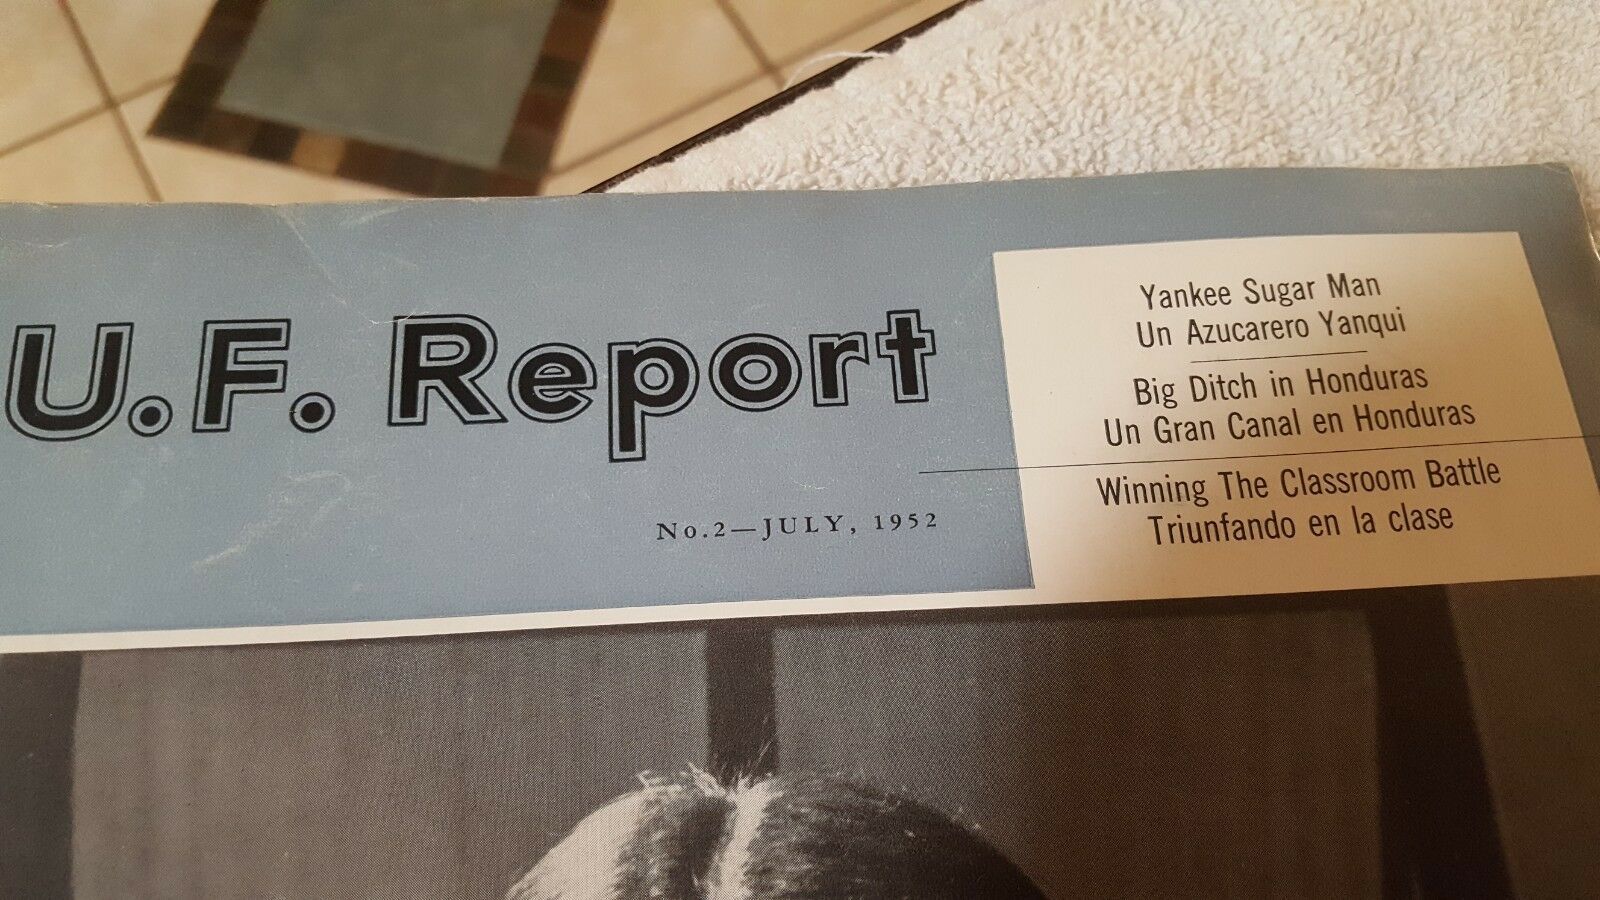 U.F. Report
No.2—JULY, 1952
Yankee Sugar Man
Un Azucarero Yanqui
Big Ditch in Honduras
Un Gran Canal en Honduras
Winning The Classroom Battle
Triunfando en la clase